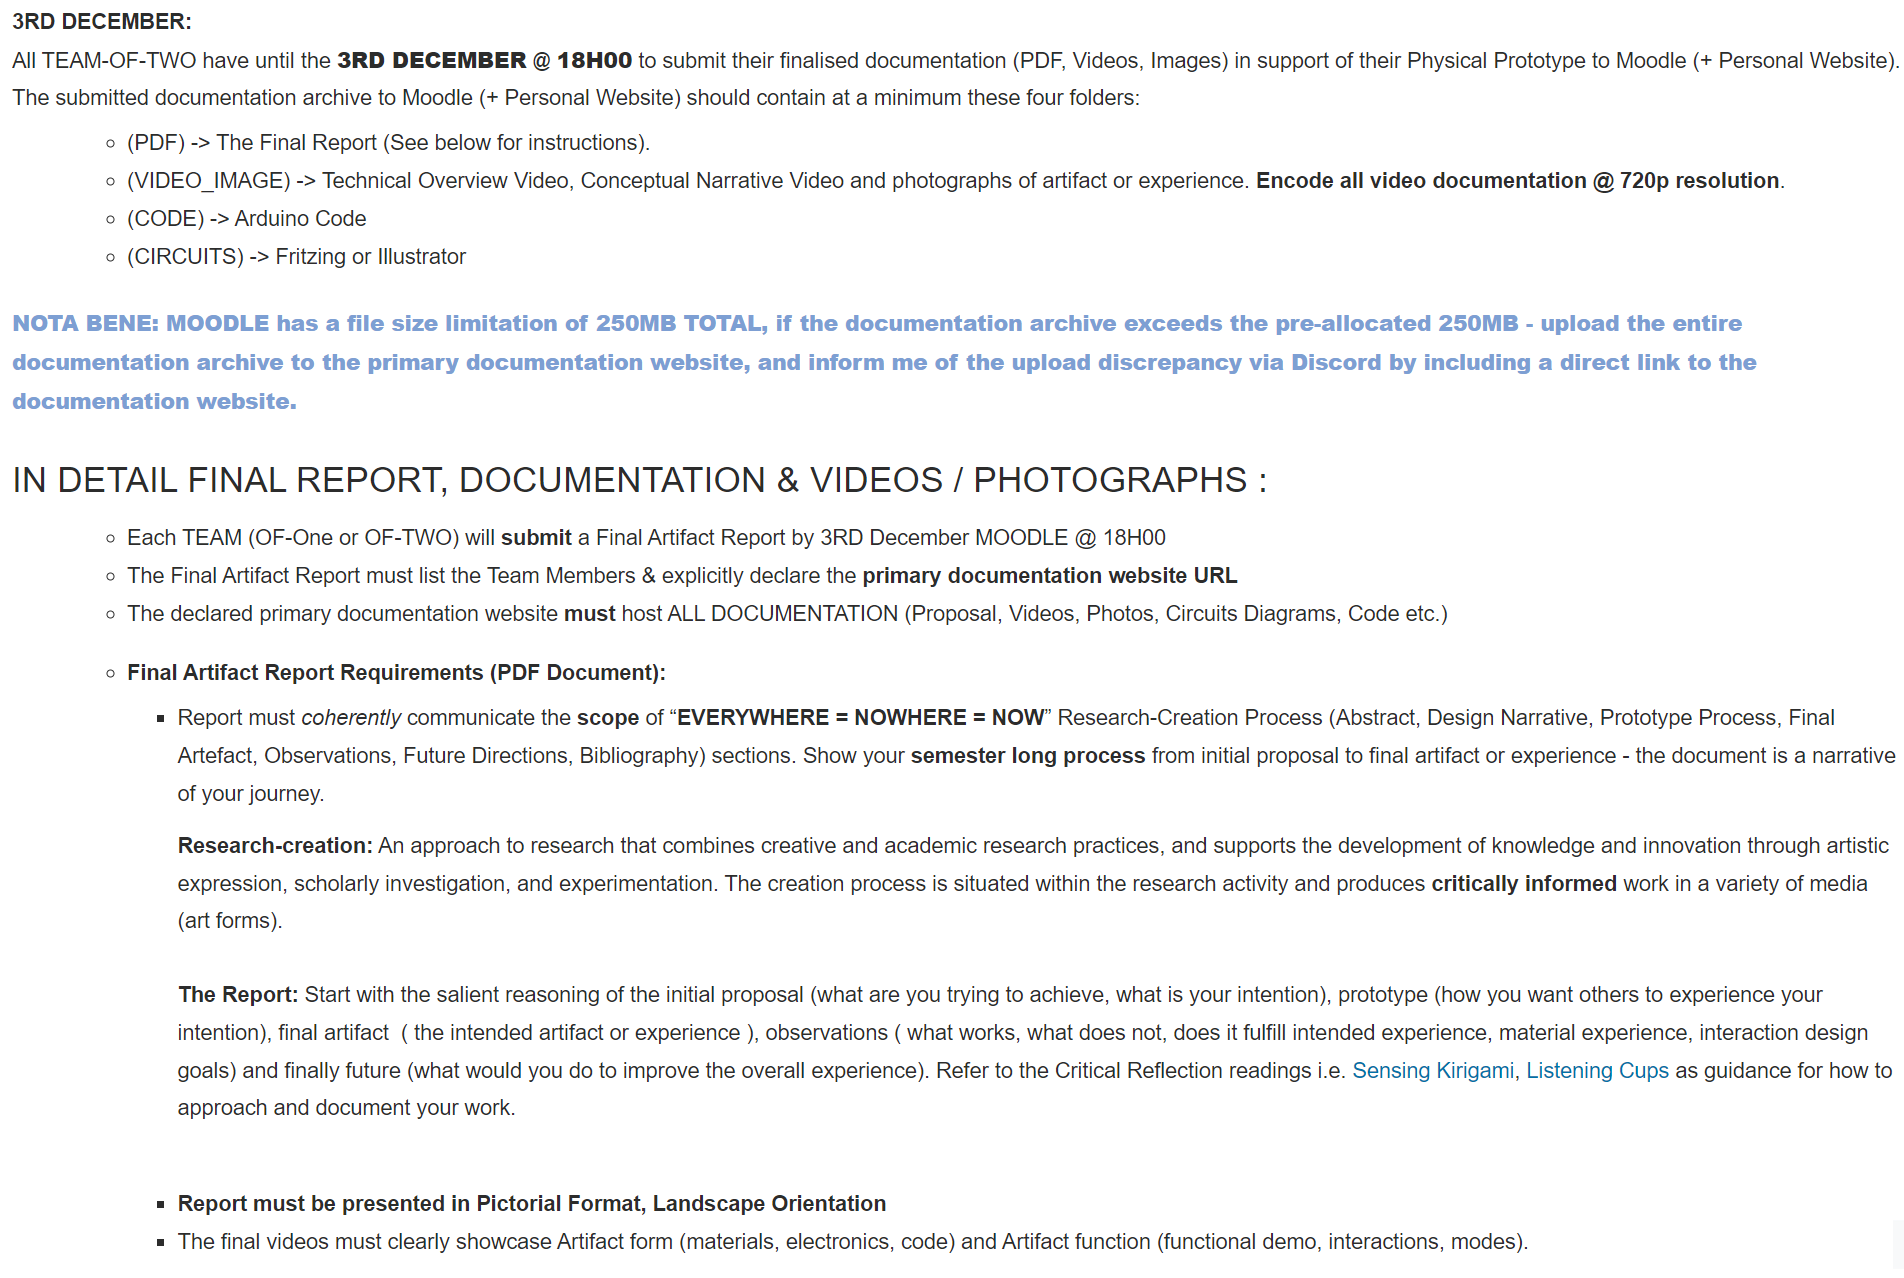 3RD DECEMBER:
All TEAM-OF-TWO have until the 3RD DECEMBER @ 18H00 to submit their finalised documentation (PDF, Videos, Images) in support of their Physical Prototype to Moodle (+ Personal Website).
The submitted documentation archive to Moodle (+ Personal Website) should contain at a minimum these four folders:
(PDF) -> The Final Report (See below for instructions).
(VIDEO_IMAGE) -> Technical Overview Video, Conceptual Narrative Video and photographs of artifact or experience. Encode all video documentation @ 720p resolution.
(CODE) -> Arduino Code
(CIRCUITS) -> Fritzing or Illustrator
NOTA BENE: MOODLE has a file size limitation of 250MB TOTAL, if the documentation archive exceeds the pre-allocated 250MB - upload the entire
documentation archive to the primary documentation website, and inform me of the upload discrepancy via Discord by including a direct link to the
documentation website.
IN DETAIL FINAL REPORT, DOCUMENTATION & VIDEOS / PHOTOGRAPHS :
Each TEAM (OF-One or OF-TWO) will submit a Final Artifact Report by 3RD December MOODLE @ 18H00
The Final Artifact Report must list the Team Members & explicitly declare the primary documentation website URL
The declared primary documentation website must host ALL DOCUMENTATION (Proposal, Videos, Photos, Circuits Diagrams, Code etc.)
Final Artifact Report Requirements (PDF Document):
Report must coherently communicate the scope of “EVERYWHERE = NOWHERE = NOW” Research-Creation Process (Abstract, Design Narrative, Prototype Process, Final
Artefact, Observations, Future Directions, Bibliography) sections. Show your semester long process from initial proposal to final artifact or experience - the document is a narrative
of your journey.
Research-creation: An approach to research that combines creative and academic research practices, and supports the development of knowledge and innovation through artistic
expression, scholarly investigation, and experimentation. The creation process is situated within the research activity and produces critically informed work in a variety of media
(art forms).
The Report: Start with the salient reasoning of the initial proposal (what are you trying to achieve, what is your intention), prototype (how you want others to experience your
intention), final artifact  ( the intended artifact or experience ), observations ( what works, what does not, does it fulfill intended experience, material experience, interaction design
goals) and finally future (what would you do to improve the overall experience). Refer to the Critical Reflection readings i.e. Sensing Kirigami, Listening Cups as guidance for how to
approach and document your work.
Report must be presented in Pictorial Format, Landscape Orientation
The final videos must clearly showcase Artifact form (materials, electronics, code) and Artifact function (functional demo, interactions, modes).